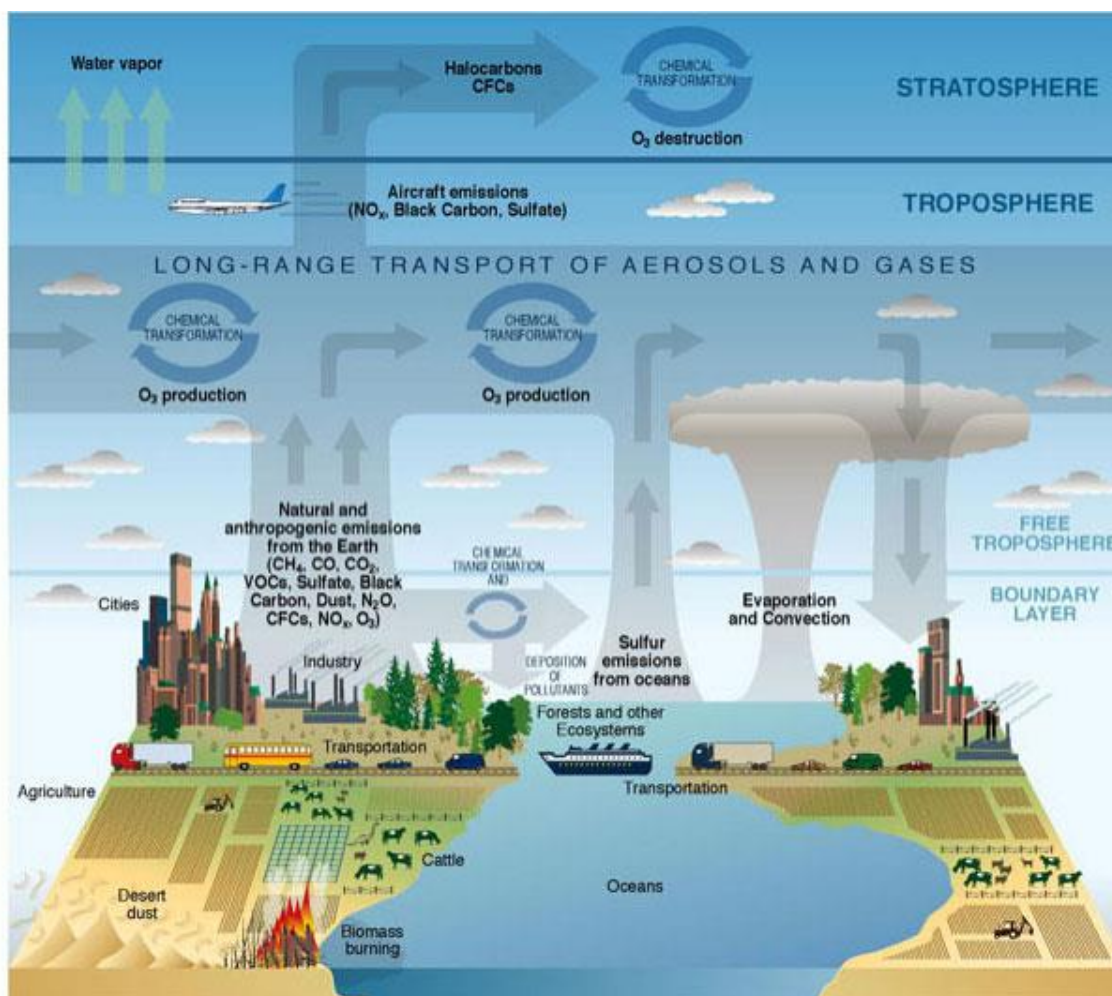 Water vapor
Halocarbons
CFCs
CHEMICAL
TRANSFORMATION
O₃ destruction
STRATOSPHERE
Aircraft emissions
(NOₓ, Black Carbon, Sulfate)
TROPOSPHERE
LONG-RANGE TRANSPORT OF AEROSOLS AND GASES
CHEMICAL
TRANSFORMATION
O₃ production
CHEMICAL
TRANSFORMATION
O₃ production
Natural and
anthropogenic emissions
from the Earth
(CH₄, CO, CO₂,
VOCs, Sulfate, Black
Carbon, Dust, N₂O,
CFCs, NOₓ, O₃)
CHEMICAL
TRANSFORMATION
AND
DEPOSITION
OF
POLLUTANTS
FREE
TROPOSPHERE
BOUNDARY
LAYER
Cities
Industry
Sulfur
emissions
from oceans
Evaporation
and Convection
Forests and other
Ecosystems
Transportation
Transportation
Agriculture
Cattle
Oceans
Desert
dust
Biomass
burning